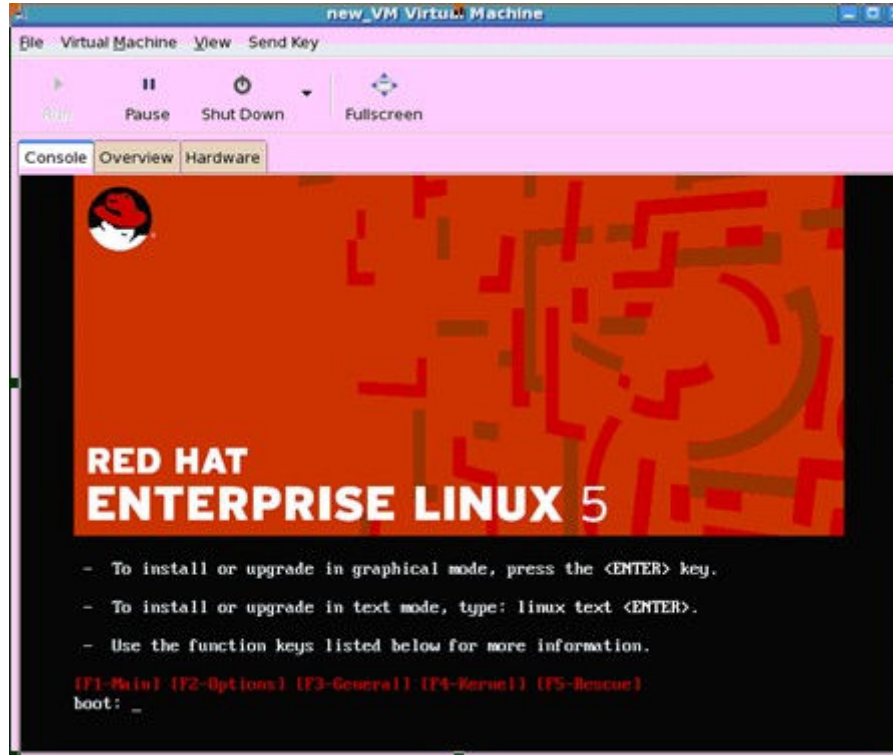 new_VM Virtual Machine
File Virtual Machine View Send Key
Run Pause Shut Down Fullscreen
Console Overview Hardware
RED HAT
ENTERPRISE LINUX 5
- To install or upgrade in graphical mode, press the <ENTER> key.
- To install or upgrade in text mode, type: linux text <ENTER>.
- Use the function keys listed below for more information.
[F1-Main] [F2-Options] [F3-General] [F4-Kernel] [F5-Rescue]
boot: _